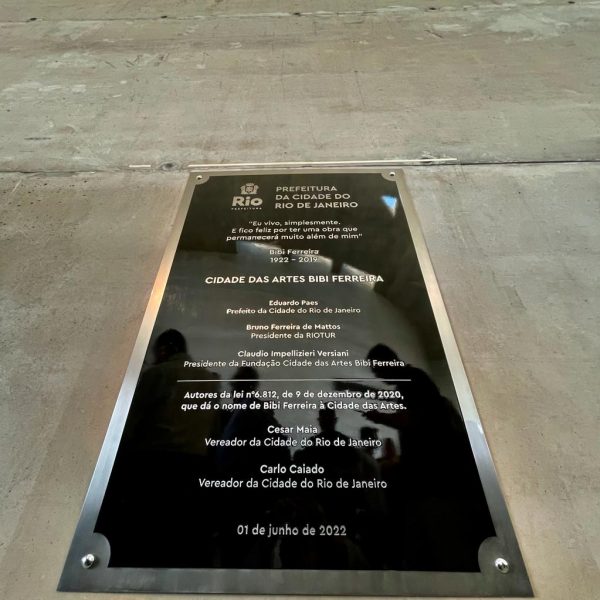 Rio
PREFEITURA
PREFEITURA
DA CIDADE DO
RIO DE JANEIRO
"Eu vivo, simplesmente.
E fico feliz por ter uma obra que
permanecerá muito além de mim"
Bibi Ferreira
1922 - 2019
CIDADE DAS ARTES BIBI FERREIRA
Eduardo Paes
Prefeito da Cidade do Rio de Janeiro
Bruno Ferreira de Mattos
Presidente da RIOTUR
Claudio Impellizieri Versiani
Presidente da Fundação Cidade das Artes Bibi Ferreira
Autores da lei nº6.812, de 9 de dezembro de 2020,
que dá o nome de Bibi Ferreira à Cidade das Artes.
Cesar Maia
Vereador da Cidade do Rio de Janeiro
Carlo Caiado
Vereador da Cidade do Rio de Janeiro
01 de junho de 2022